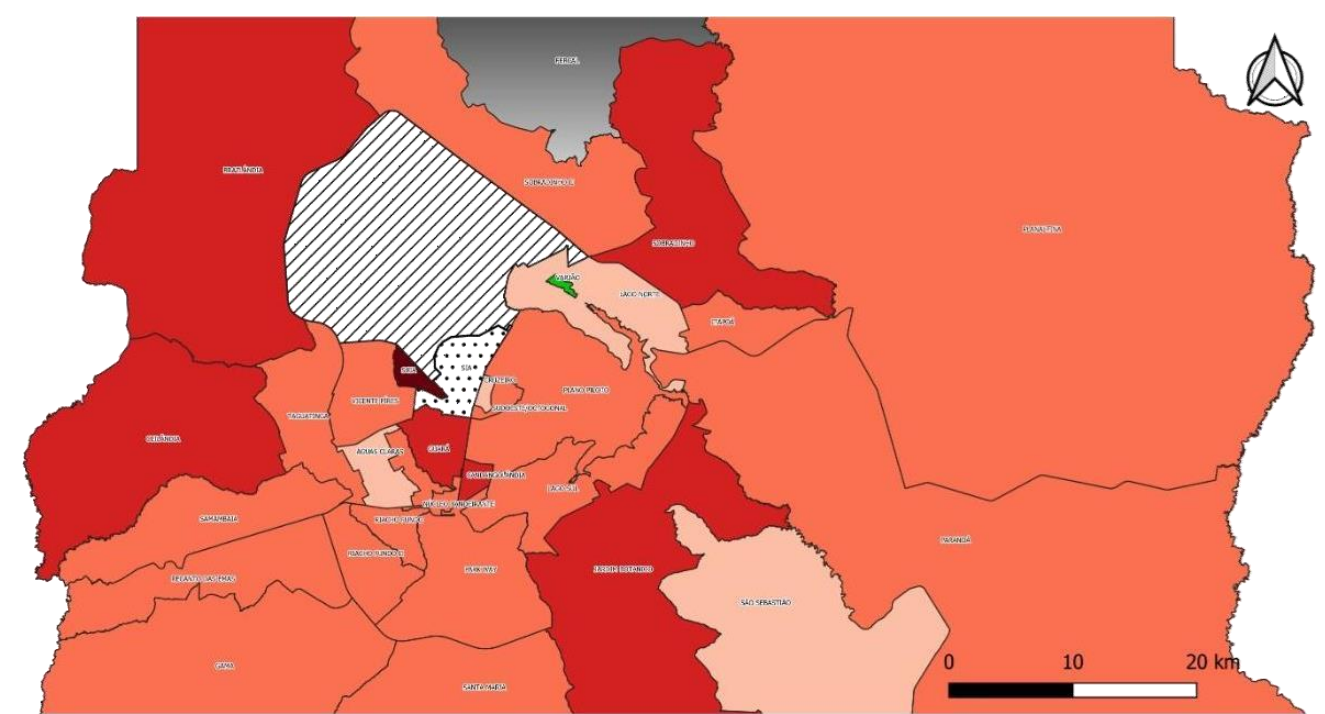 FERCAL
BRAZLÂNDIA
SOBRADINHO II
PLANALTINA
SOBRADINHO
VARJÃO
LAGO NORTE
ITAPOÃ
SIA
SCIA
CRUZEIRO
PLANO PILOTO
VICENTE PIRES
SUDOESTE/OCTOGONAL
TAGUATINGA
CEILÂNDIA
ÁGUAS CLARAS
GUARÁ
CANDANGOLÂNDIA
LAGO SUL
NÚCLEO BANDEIRANTE
SAMAMBAIA
RIACHO FUNDO
PARANOÁ
RIACHO FUNDO II
PARK WAY
JARDIM BOTÂNICO
RECANTO DAS EMAS
SÃO SEBASTIÃO
GAMA
SANTA MARIA
0 10 20 km